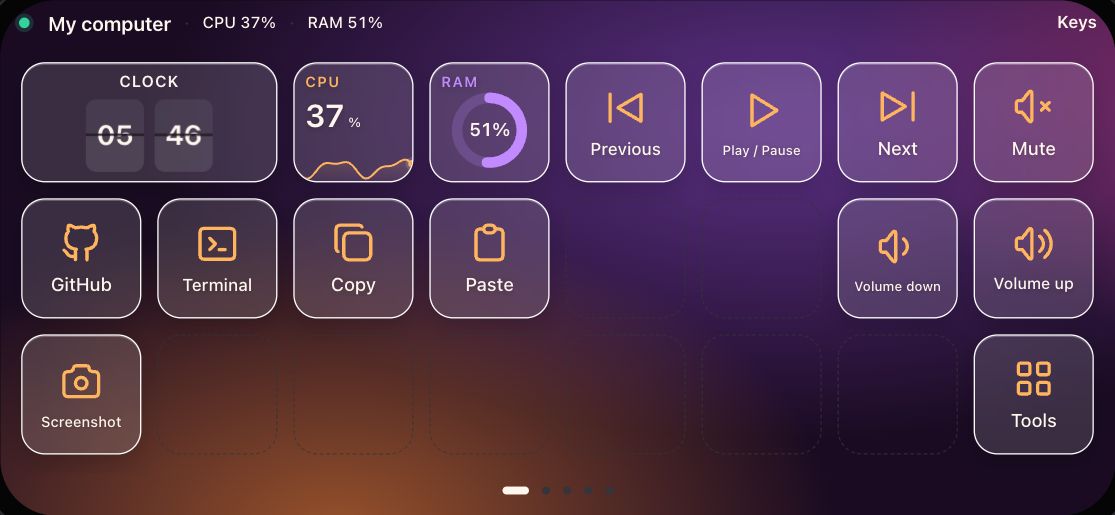 My computer · CPU 37% · RAM 51% Keys
CLOCK
05 46
CPU
37 %
RAM
51%
Previous
Play / Pause
Next
Mute
GitHub
Terminal
Copy
Paste
Volume down
Volume up
Screenshot
Tools